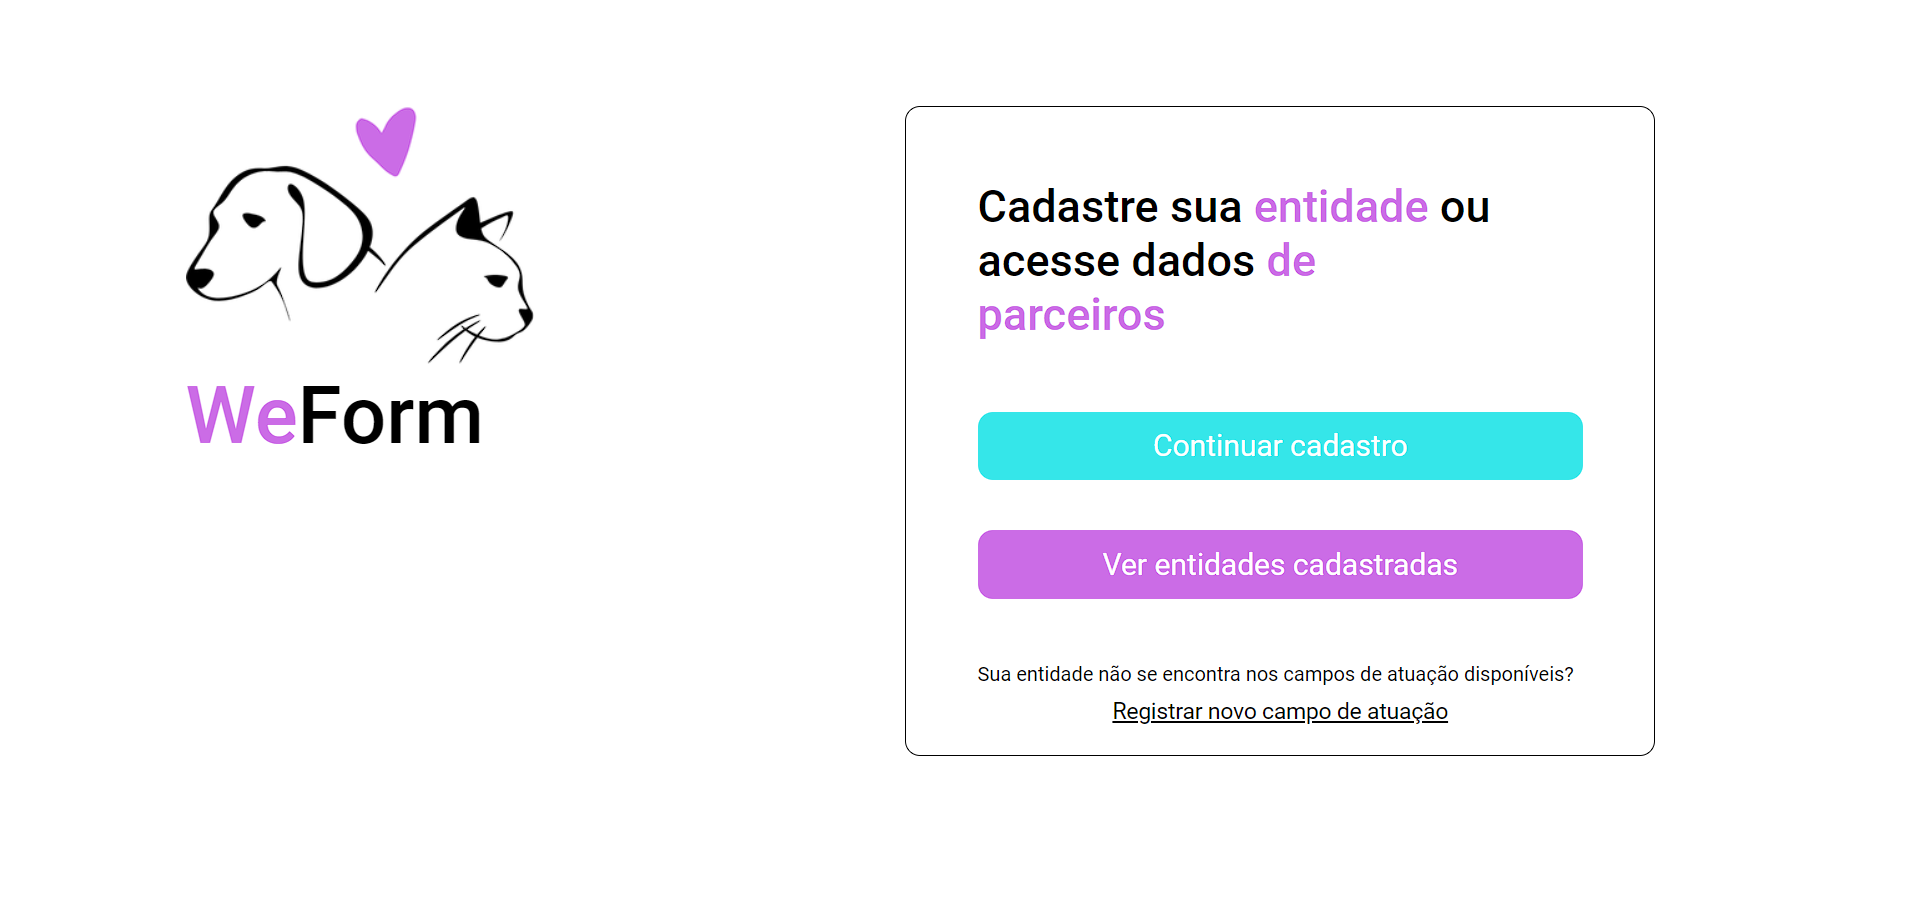 WeForm
Cadastre sua entidade ou
acesse dados de
parceiros
Continuar cadastro
Ver entidades cadastradas
Sua entidade não se encontra nos campos de atuação disponíveis?
Registrar novo campo de atuação